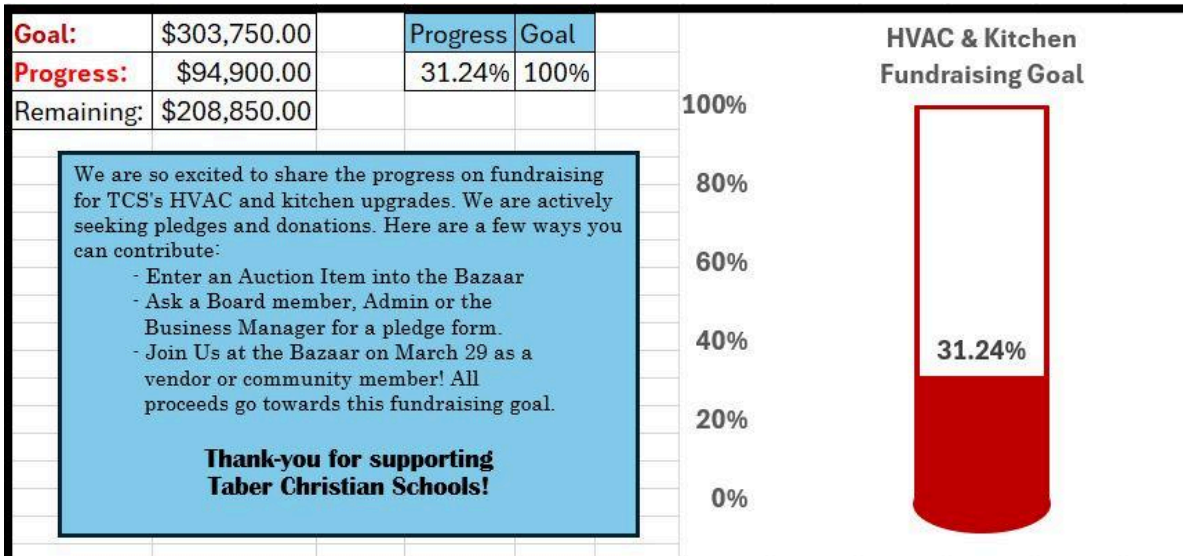 Goal: $303,750.00
Progress: $94,900.00
Remaining: $208,850.00
Progress Goal
31.24% 100%
We are so excited to share the progress on fundraising
for TCS's HVAC and kitchen upgrades. We are actively
seeking pledges and donations. Here are a few ways you
can contribute:
- Enter an Auction Item into the Bazaar
- Ask a Board member, Admin or the
Business Manager for a pledge form.
- Join Us at the Bazaar on March 29 as a
vendor or community member! All
proceeds go towards this fundraising goal.
Thank-you for supporting
Taber Christian Schools!
HVAC & Kitchen
Fundraising Goal
100%
80%
60%
40%
20%
0%
31.24%